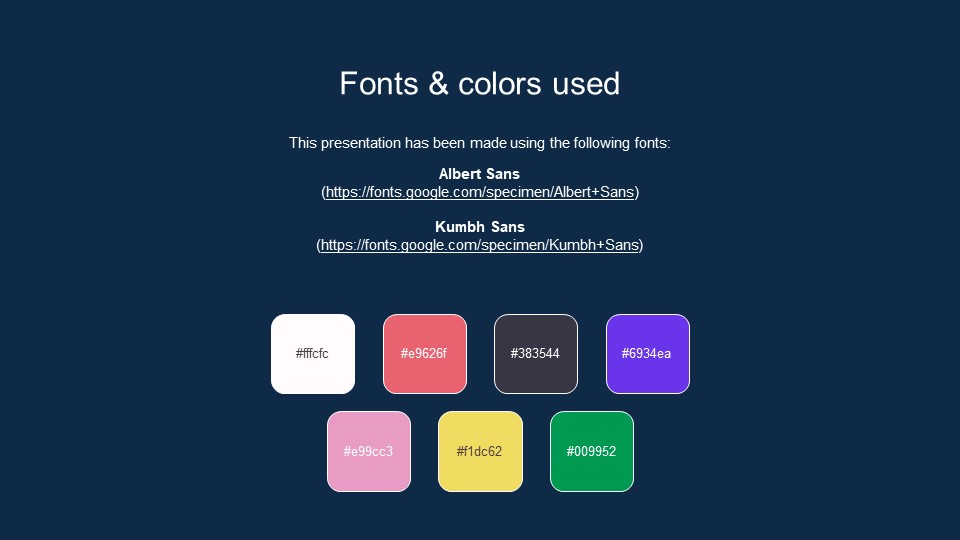 Fonts & colors used
This presentation has been made using the following fonts:
Albert Sans
(https://fonts.google.com/specimen/Albert+Sans)
Kumbh Sans
(https://fonts.google.com/specimen/Kumbh+Sans)
#fffcfc #e9626f #383544 #6934ea
#e99cc3 #f1dc62 #009952